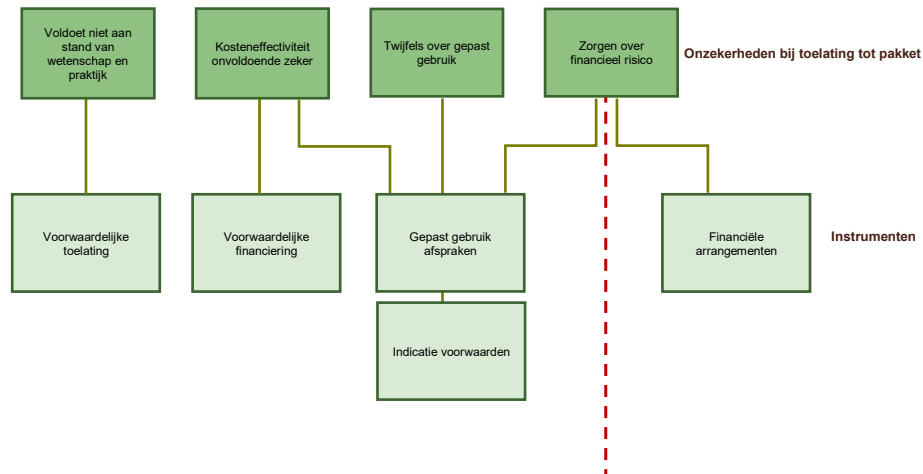 Voldoet niet aan
stand van
wetenschap en
praktijk
Kosteneffectiviteit
onvoldoende zeker
Twijfels over gepast
gebruik
Zorgen over
financieel risico
Onzekerheden bij toelating tot pakket
Voorwaardelijke
toelating
Voorwaardelijke
financiering
Gepast gebruik
afspraken
Financiële
arrangementen
Instrumenten
Indicatie voorwaarden